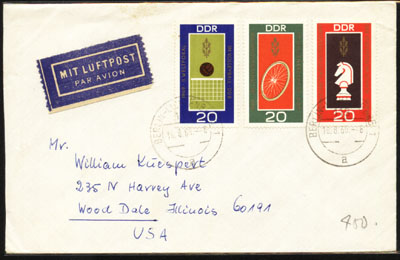 MIT LUFTPOST
PAR AVION
DDR
20
DDR
20
DDR
20
Mr.
William Kuespert
235 N Harvey Ave
Wood Dale Illinois 60191
USA
450.